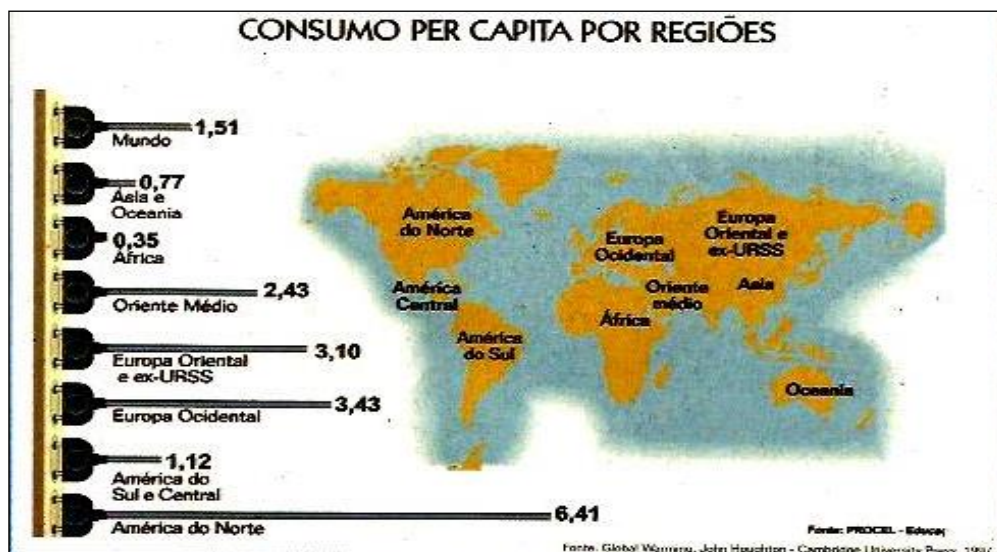 CONSUMO PER CAPITA POR REGIÕES
1,51
Mundo
0,77
Ásia e
Oceania
0,35
África
2,43
Oriente Médio
3,10
Europa Oriental
e ex-URSS
3,43
Europa Ocidental
1,12
América do
Sul e Central
6,41
América do Norte
América
do Norte
Europa
Ocidental
Europa
Oriental e
ex-URSS
América
Central
Oriente
médio
Asia
África
América
do Sul
Oceania
Fonte: PROCEL - Educaç
Fonte. Global Warming, John Houghton - Cambridge University Press, 199